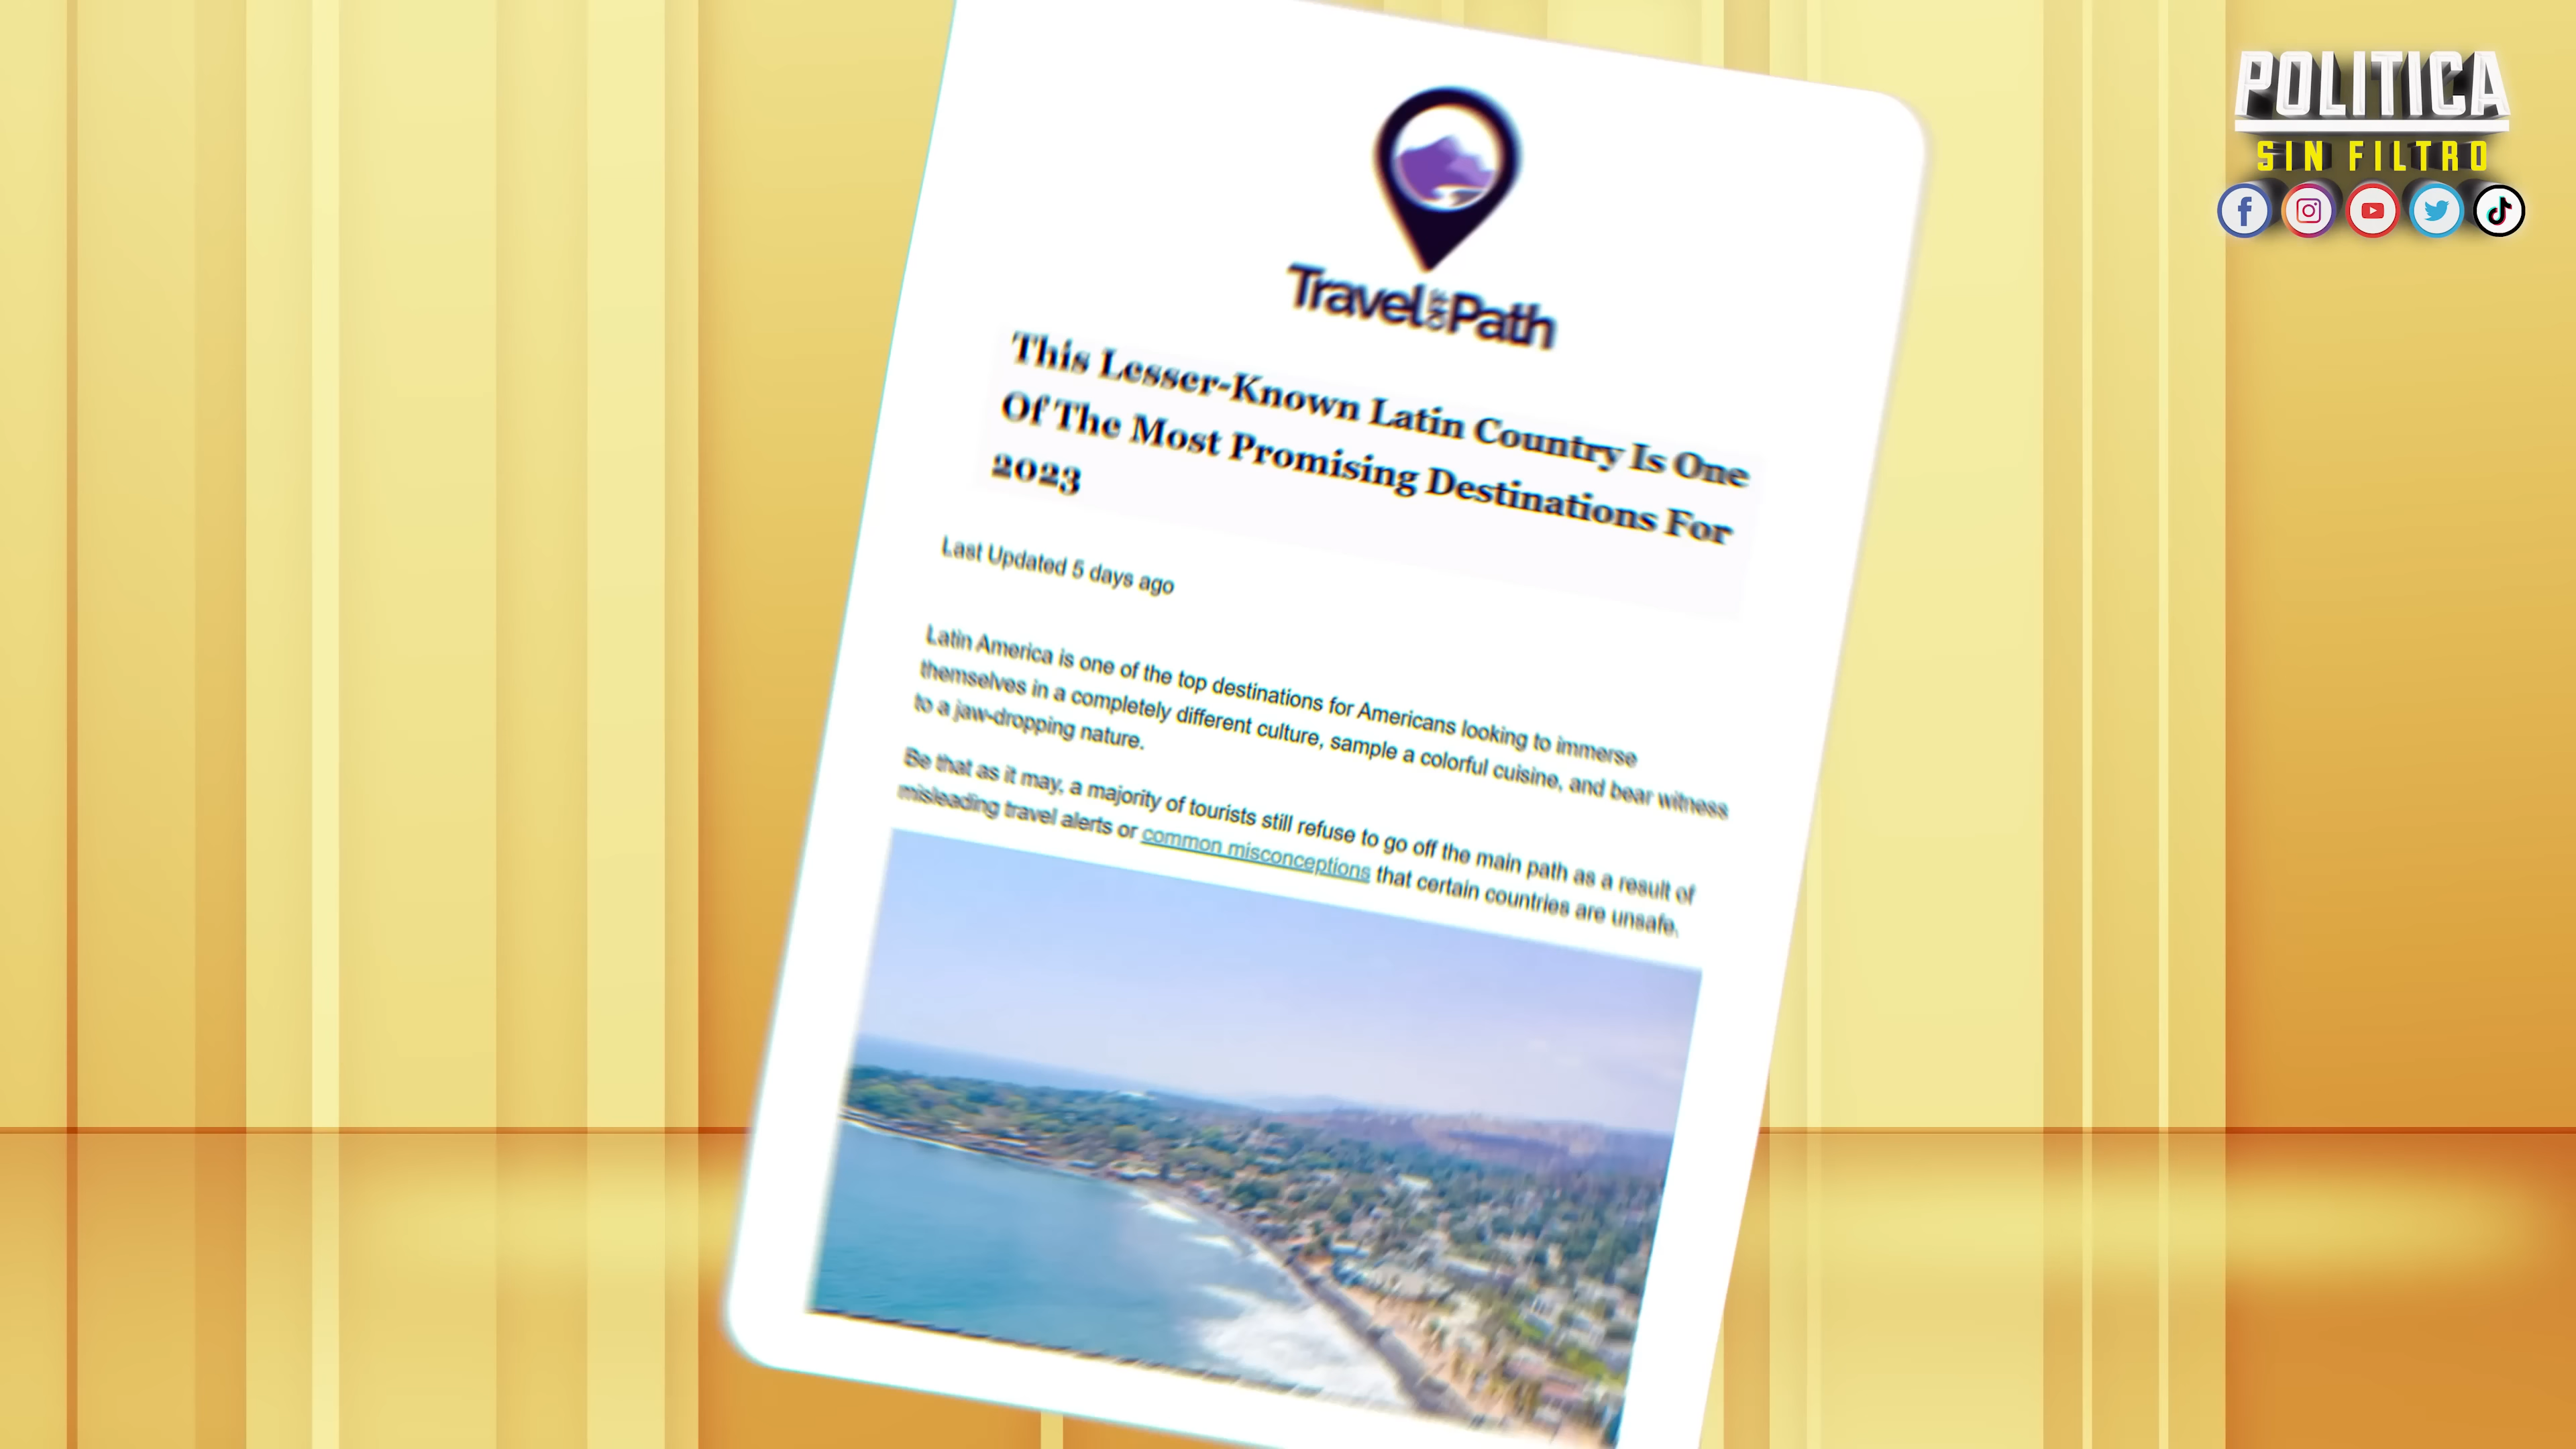 POLITICA
SIN FILTRO
Travel
Path
This Lesser-Known Latin Country Is One
Of The Most Promising Destinations For
2023
Last Updated 5 days ago
Latin America is one of the top destinations for Americans looking to immerse
themselves in a completely different culture, sample a colorful cuisine, and bear witness
to a jaw-dropping nature.
Be that as it may, a majority of tourists still refuse to go off the main path as a result of
misleading travel alerts or common misconceptions that certain countries are unsafe.